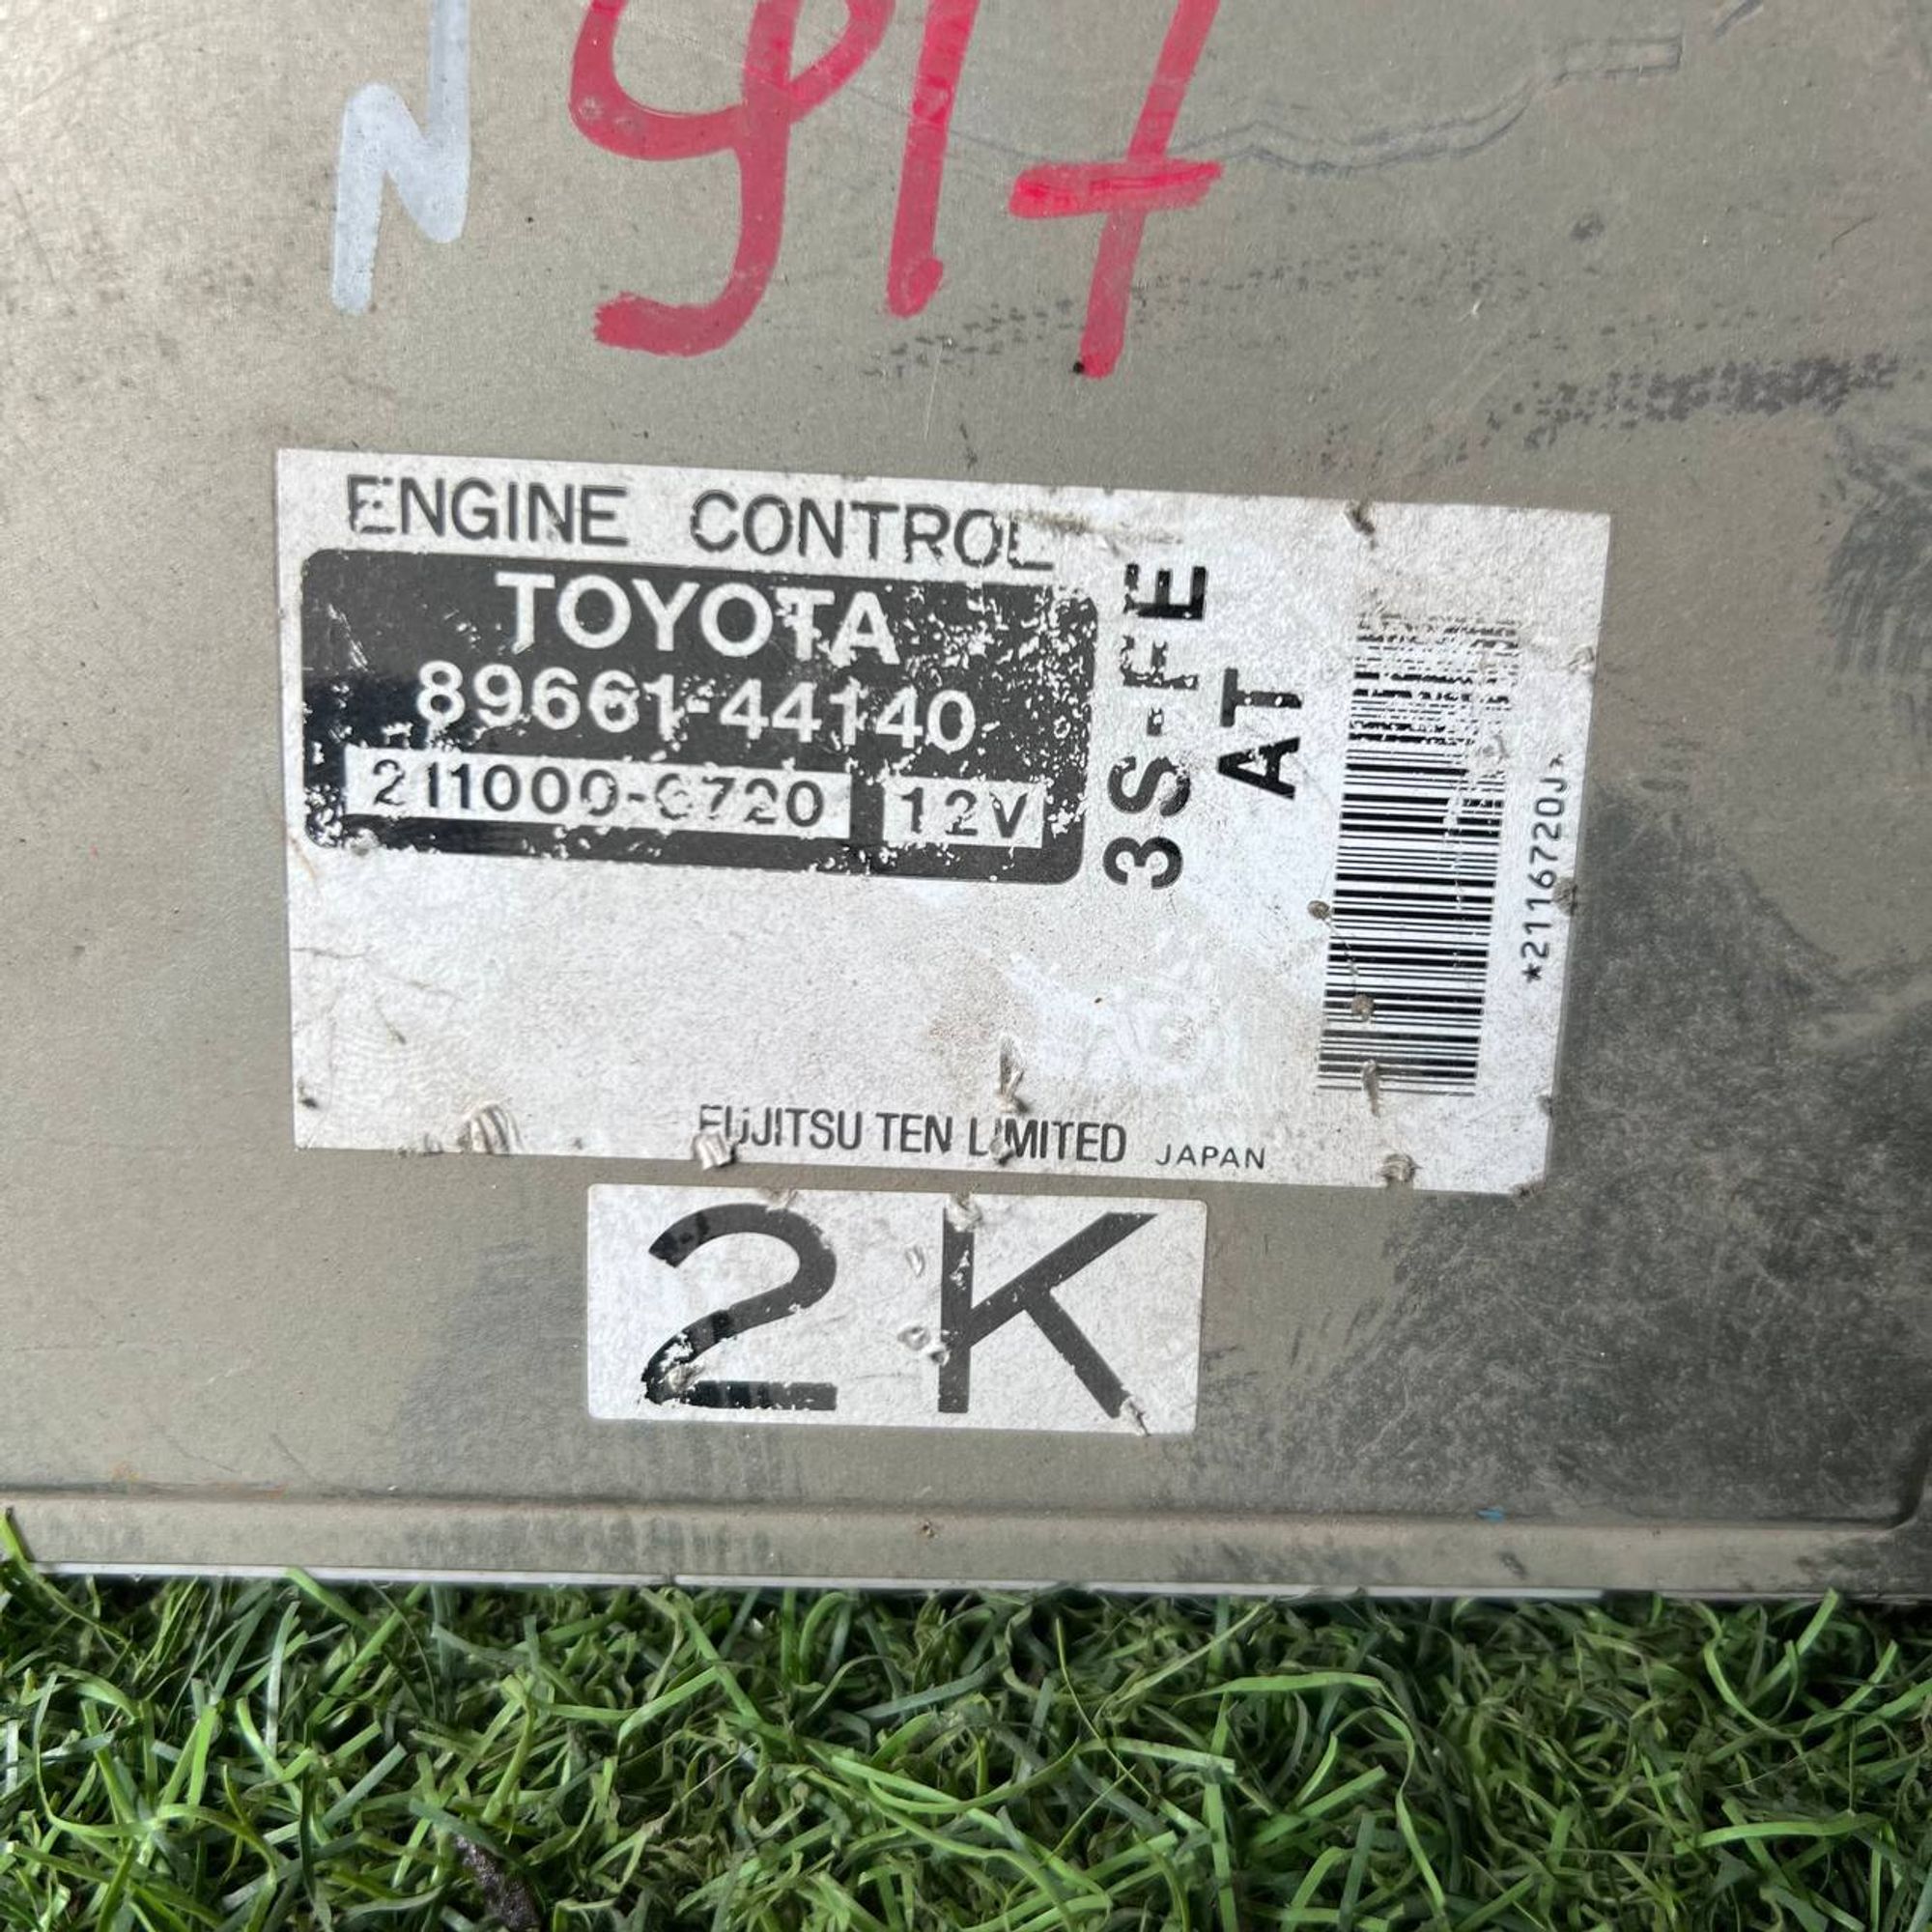 917
ENGINE CONTROL
TOYOTA
89661-44140
211000-6720 12V
3S-FE
AT
*2116720J*
FUJITSU TEN LIMITED JAPAN
2K